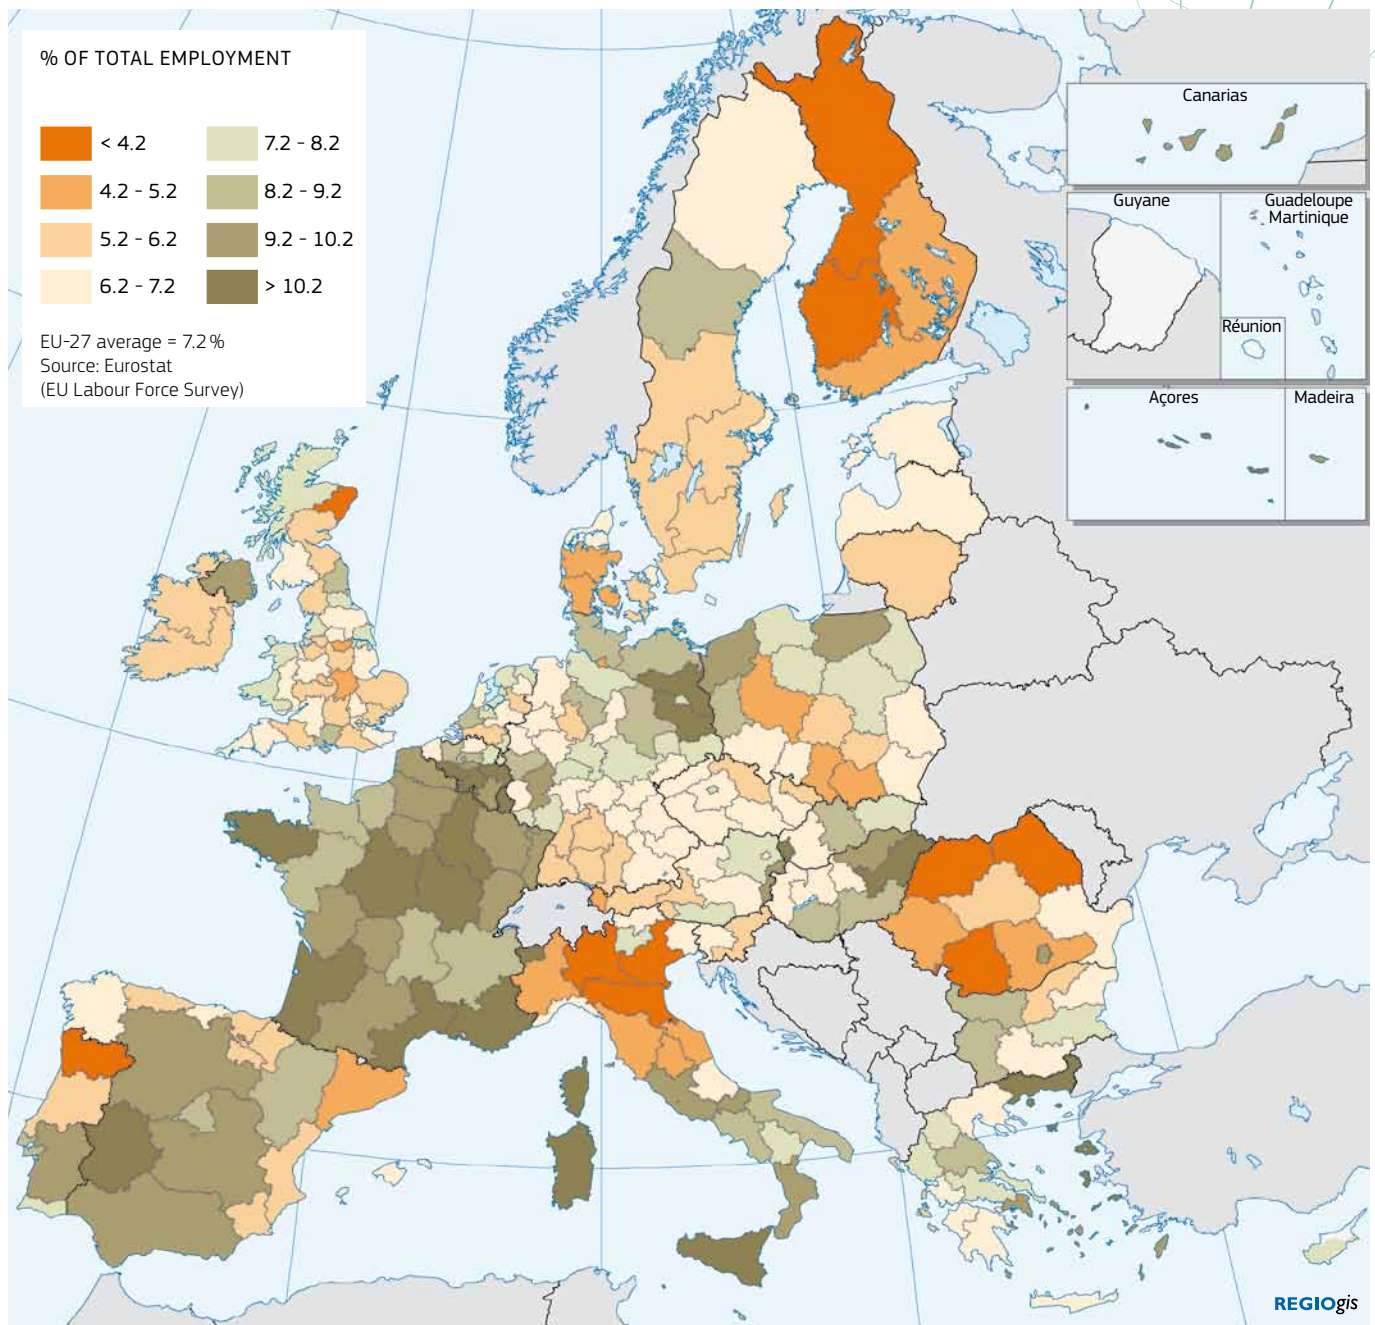 % OF TOTAL EMPLOYMENT
< 4.2
4.2 - 5.2
5.2 - 6.2
6.2 - 7.2
7.2 - 8.2
8.2 - 9.2
9.2 - 10.2
> 10.2
EU-27 average = 7.2 %
Source: Eurostat
(EU Labour Force Survey)
Canarias
Guyane
Guadeloupe
Martinique
Réunion
Açores
Madeira
REGIOgis